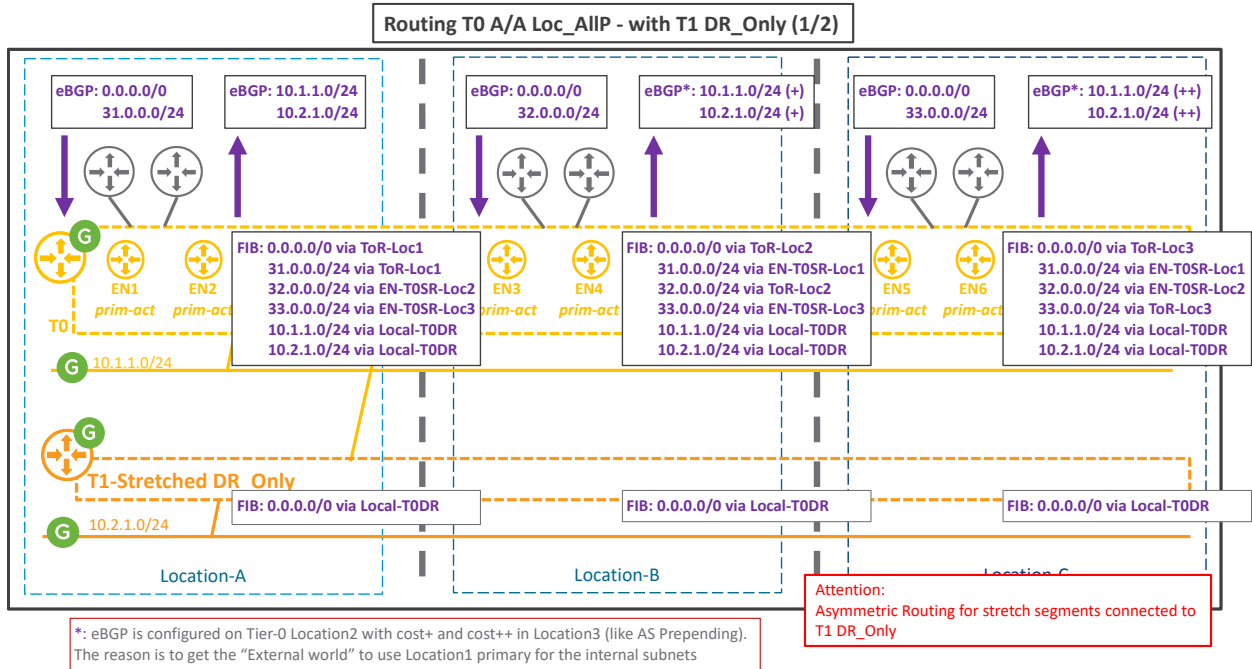 Routing T0 A/A Loc_AllP - with T1 DR_Only (1/2)
eBGP: 0.0.0.0/0
31.0.0.0/24
eBGP: 10.1.1.0/24
10.2.1.0/24
eBGP: 0.0.0.0/0
32.0.0.0/24
eBGP*: 10.1.1.0/24 (+)
10.2.1.0/24 (+)
eBGP: 0.0.0.0/0
33.0.0.0/24
eBGP*: 10.1.1.0/24 (++)
10.2.1.0/24 (++)
G
EN1
prim-act
EN2
prim-act
T0
FIB: 0.0.0.0/0 via ToR-Loc1
31.0.0.0/24 via ToR-Loc1
32.0.0.0/24 via EN-T0SR-Loc2
33.0.0.0/24 via EN-T0SR-Loc3
10.1.1.0/24 via Local-T0DR
10.2.1.0/24 via Local-T0DR
EN3
prim-act
EN4
prim-act
FIB: 0.0.0.0/0 via ToR-Loc2
31.0.0.0/24 via EN-T0SR-Loc1
32.0.0.0/24 via ToR-Loc2
33.0.0.0/24 via EN-T0SR-Loc3
10.1.1.0/24 via Local-T0DR
10.2.1.0/24 via Local-T0DR
EN5
prim-act
EN6
prim-act
FIB: 0.0.0.0/0 via ToR-Loc3
31.0.0.0/24 via EN-T0SR-Loc1
32.0.0.0/24 via EN-T0SR-Loc2
33.0.0.0/24 via ToR-Loc3
10.1.1.0/24 via Local-T0DR
10.2.1.0/24 via Local-T0DR
G
10.1.1.0/24
G
T1-Stretched DR_Only
FIB: 0.0.0.0/0 via Local-T0DR
FIB: 0.0.0.0/0 via Local-T0DR
FIB: 0.0.0.0/0 via Local-T0DR
G
10.2.1.0/24
Location-A
Location-B
Location-C
Attention:
Asymmetric Routing for stretch segments connected to
T1 DR_Only
*: eBGP is configured on Tier-0 Location2 with cost+ and cost++ in Location3 (like AS Prepending).
The reason is to get the “External world” to use Location1 primary for the internal subnets